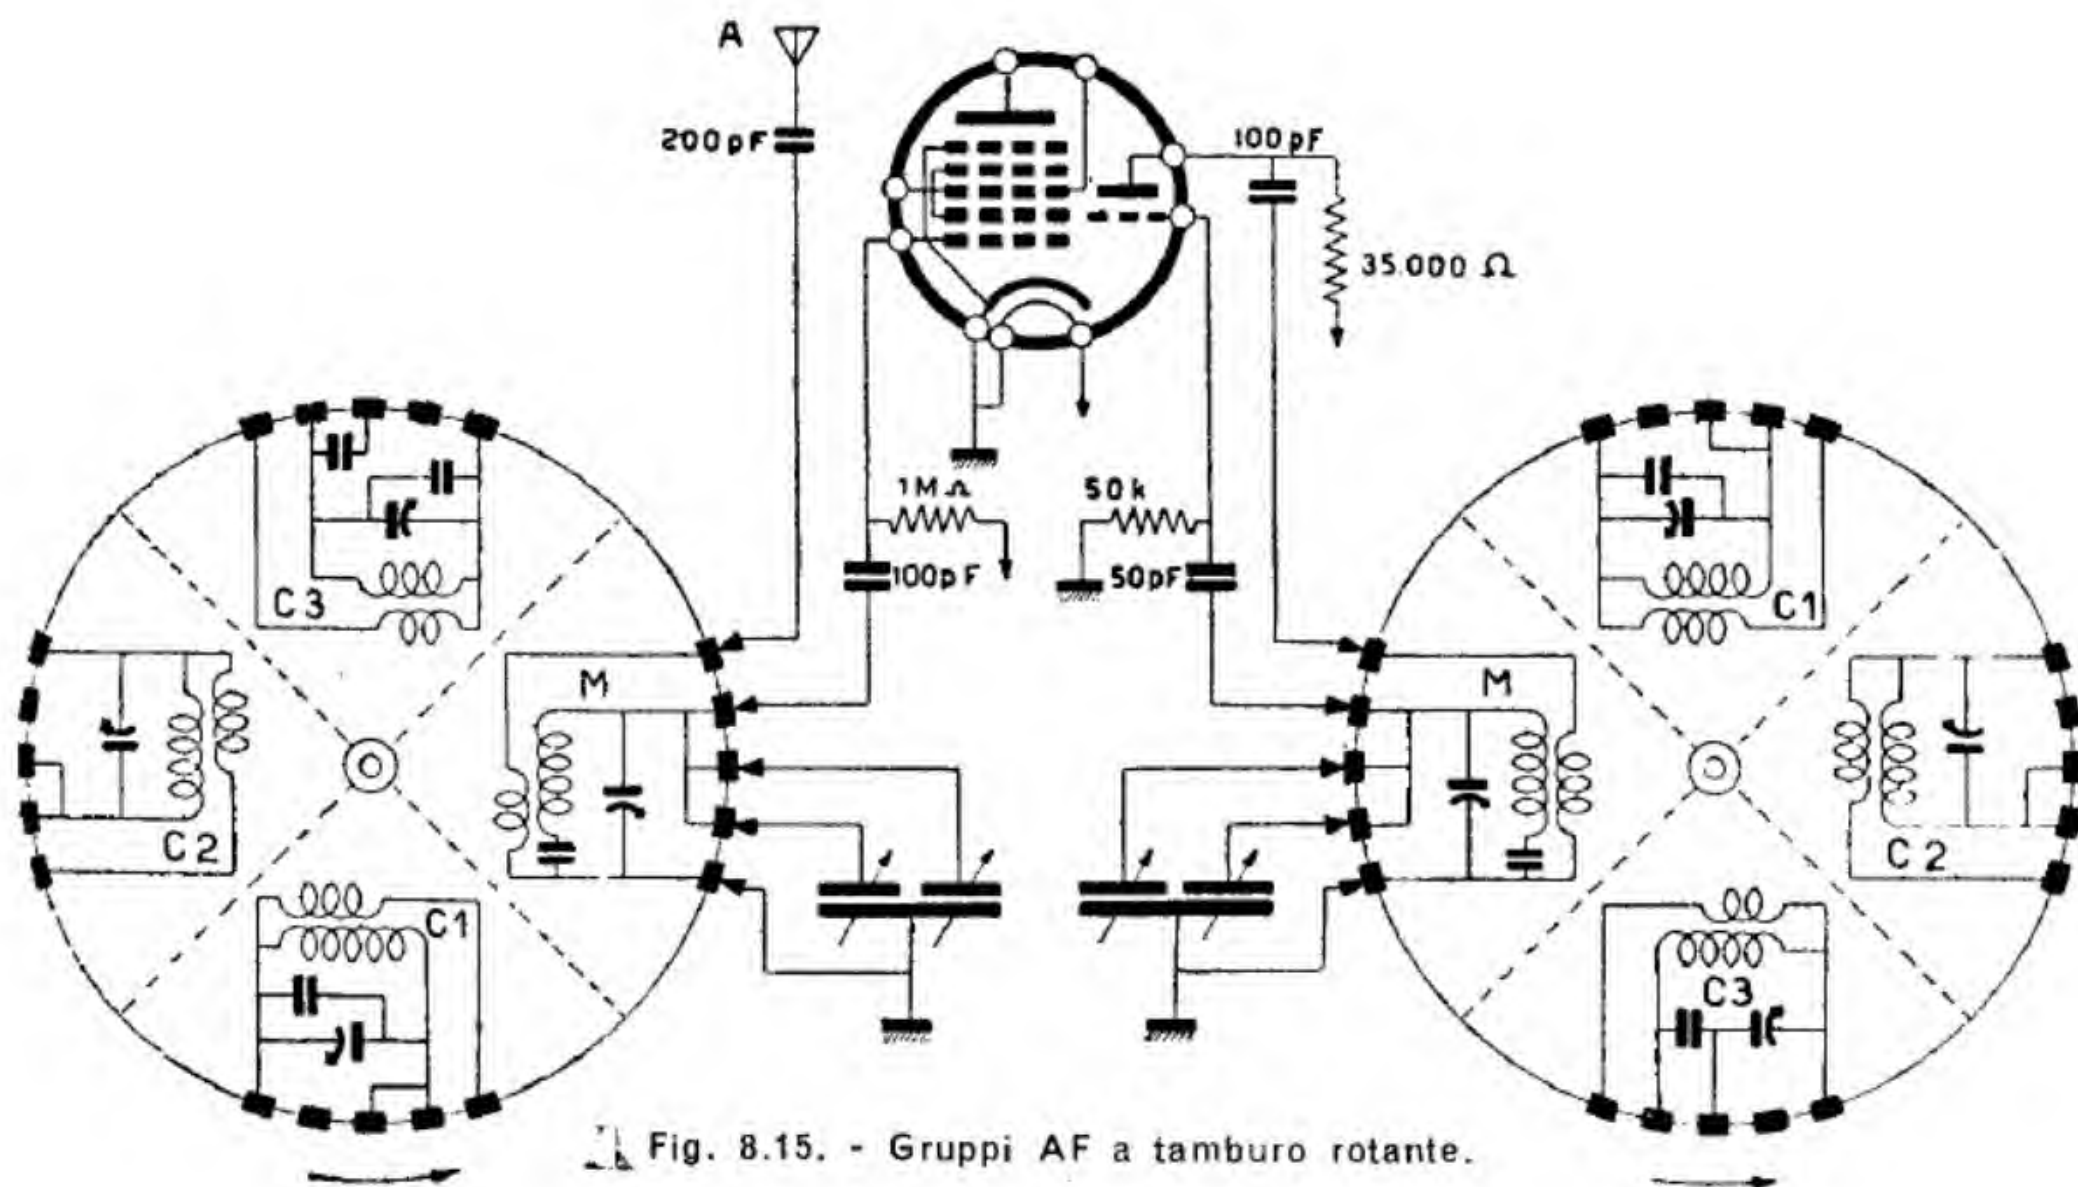 A
200pF
100pF
35.000 Ω
1MΩ
50k
100pF
50pF
C3
C1
M
M
C2
C2
C1
C3
Fig. 8.15. - Gruppi AF a tamburo rotante.